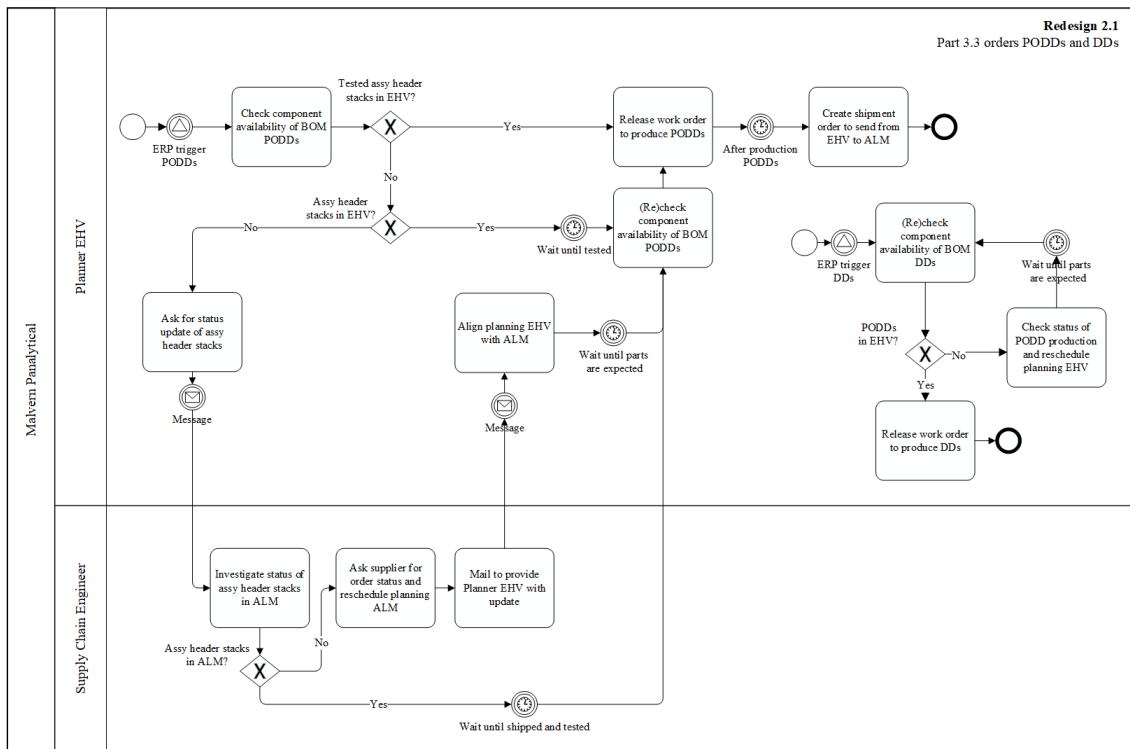 Redesign 2.1
Part 3.3 orders PODDs and DDs
Malvern Panalytical
Planner EHV
ERP trigger
PODDs
Check component
availability of BOM
PODDs
Tested assy header
stacks in EHV?
Yes
No
Release work order
to produce PODDs
After production
PODDs
Create shipment
order to send from
EHV to ALM
Assy header
stacks in EHV?
No
Yes
Wait until tested
(Re)check
component
availability of BOM
PODDs
Ask for status
update of assy
header stacks
Message
Align planning EHV
with ALM
Wait until parts
are expected
Message
ERP trigger
DDs
(Re)check
component
availability of BOM
DDs
Wait until parts
are expected
PODDs
in EHV?
No
Check status of
PODD production
and reschedule
planning EHV
Yes
Release work order
to produce DDs
Supply Chain Engineer
Investigate status of
assy header stacks
in ALM
Ask supplier for
order status and
reschedule planning
ALM
Mail to provide
Planner EHV with
update
Assy header stacks
in ALM?
No
Yes
Wait until shipped and tested